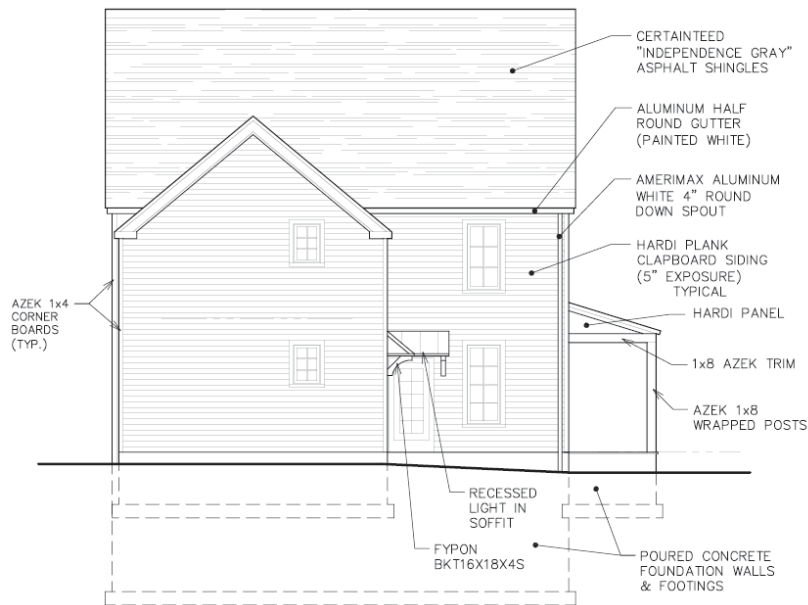 CERTAINTEED
"INDEPENDENCE GRAY"
ASPHALT SHINGLES
ALUMINUM HALF
ROUND GUTTER
(PAINTED WHITE)
AMERIMAX ALUMINUM
WHITE 4" ROUND
DOWN SPOUT
HARDI PLANK
CLAPBOARD SIDING
(5" EXPOSURE)
TYPICAL
HARDI PANEL
AZEK 1x4
CORNER
BOARDS
(TYP.)
1x8 AZEK TRIM
AZEK 1x8
WRAPPED POSTS
RECESSED
LIGHT IN
SOFFIT
FYPON
BKT16X18X4S
POURED CONCRETE
FOUNDATION WALLS
& FOOTINGS